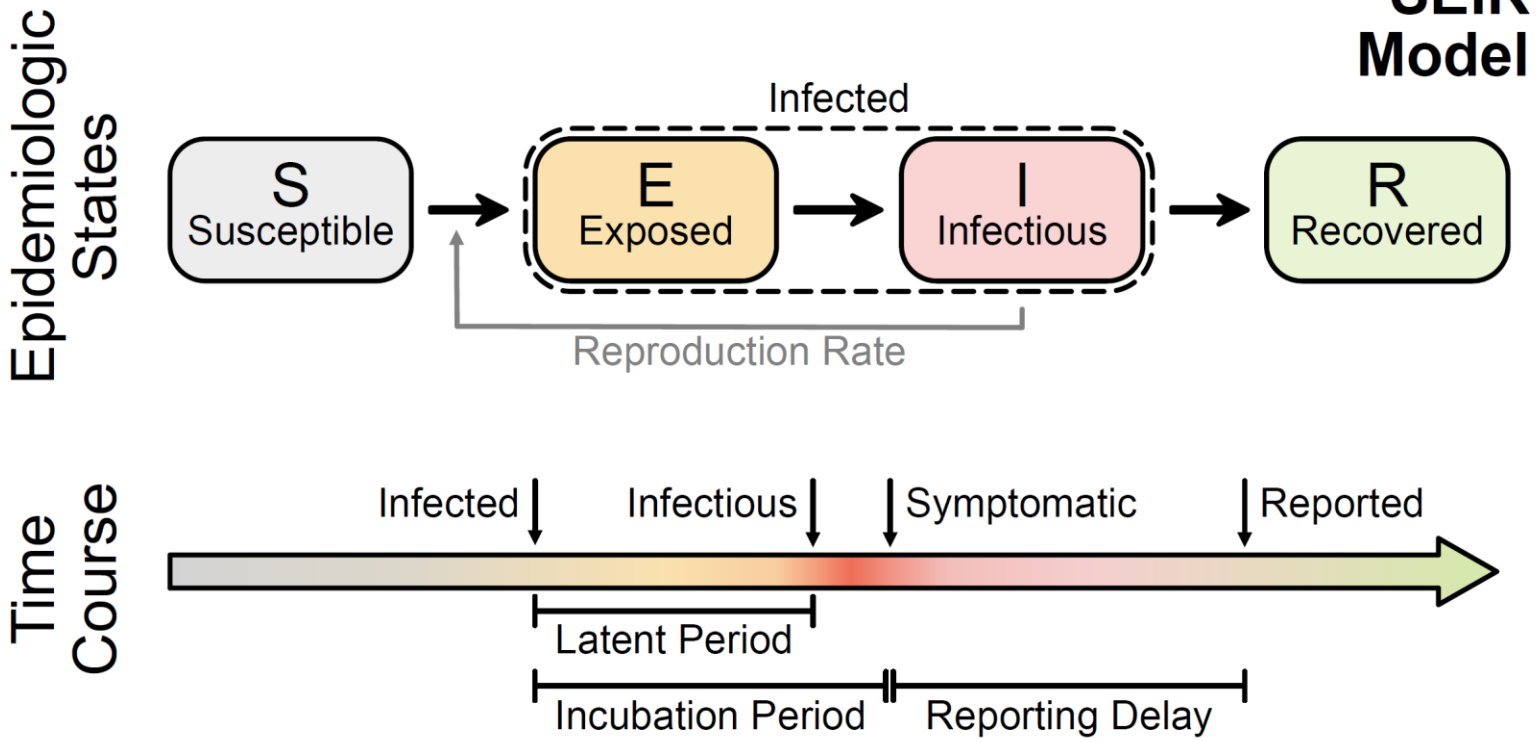 Epidemiologic
States
SEIR
Model
Infected
S
Susceptible
E
Exposed
I
Infectious
R
Recovered
Reproduction Rate
Time
Course
Infected
Infectious
Symptomatic
Reported
Latent Period
Incubation Period
Reporting Delay